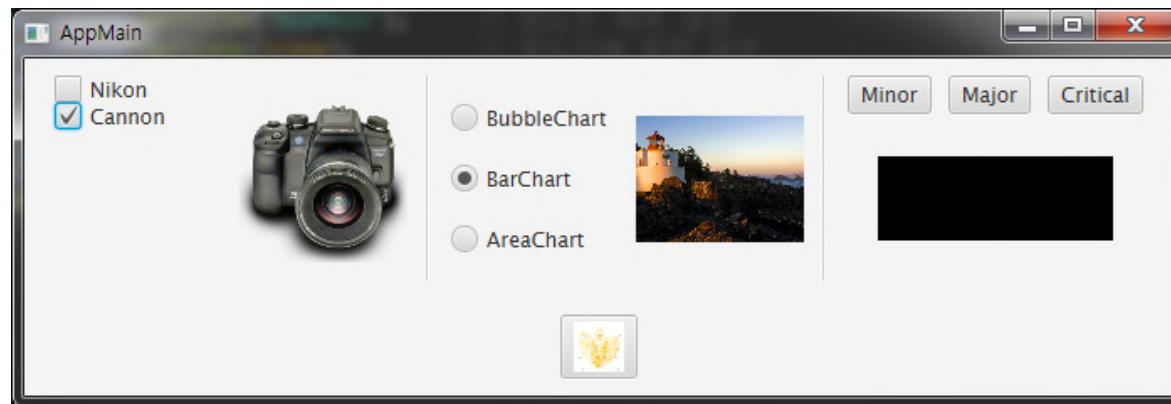 AppMain
Nikon
Cannon
BubbleChart
BarChart
AreaChart
Minor Major Critical